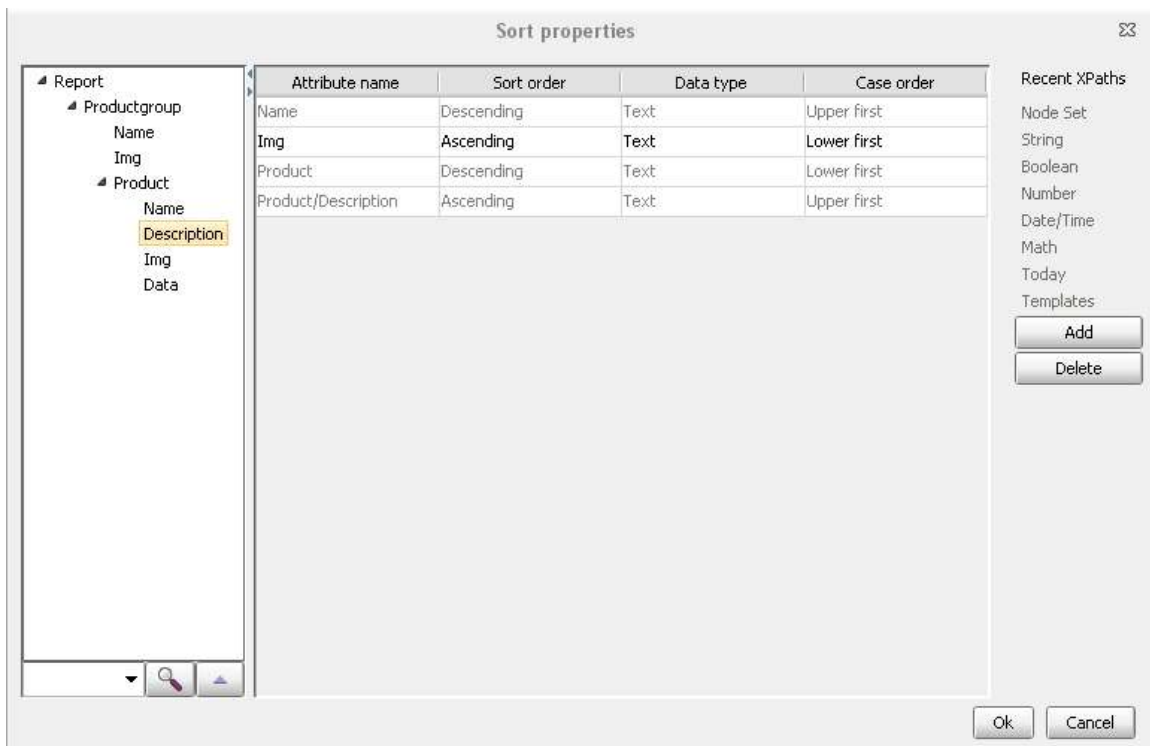 Sort properties
Report
Productgroup
Name
Img
Product
Name
Description
Img
Data
Attribute name Sort order Data type Case order
Name Descending Text Upper first
Img Ascending Text Lower first
Product Descending Text Lower first
Product/Description Ascending Text Upper first
Recent XPaths
Node Set
String
Boolean
Number
Date/Time
Math
Today
Templates
Add
Delete
Ok Cancel